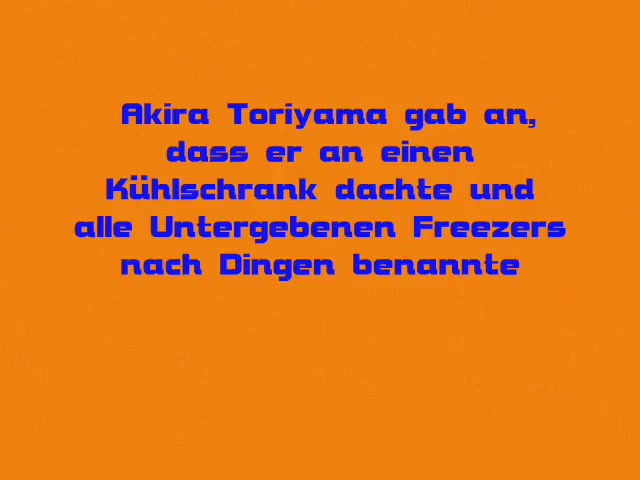 Akira Toriyama gab an,
dass er an einen
Kühlschrank dachte und
alle Untergebenen Freezers
nach Dingen benannte